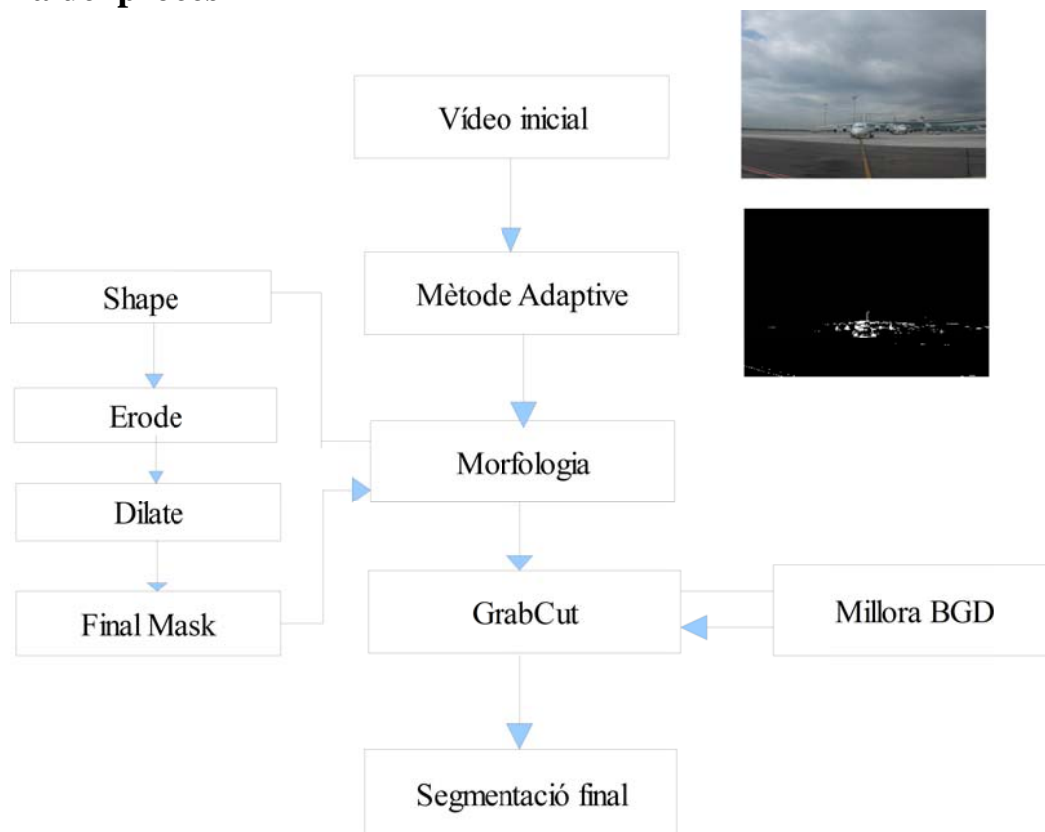 Vídeo inicial
Mètode Adaptive
Shape
Erode
Morfologia
Dilate
GrabCut
Final Mask
Millora BGD
Segmentació final